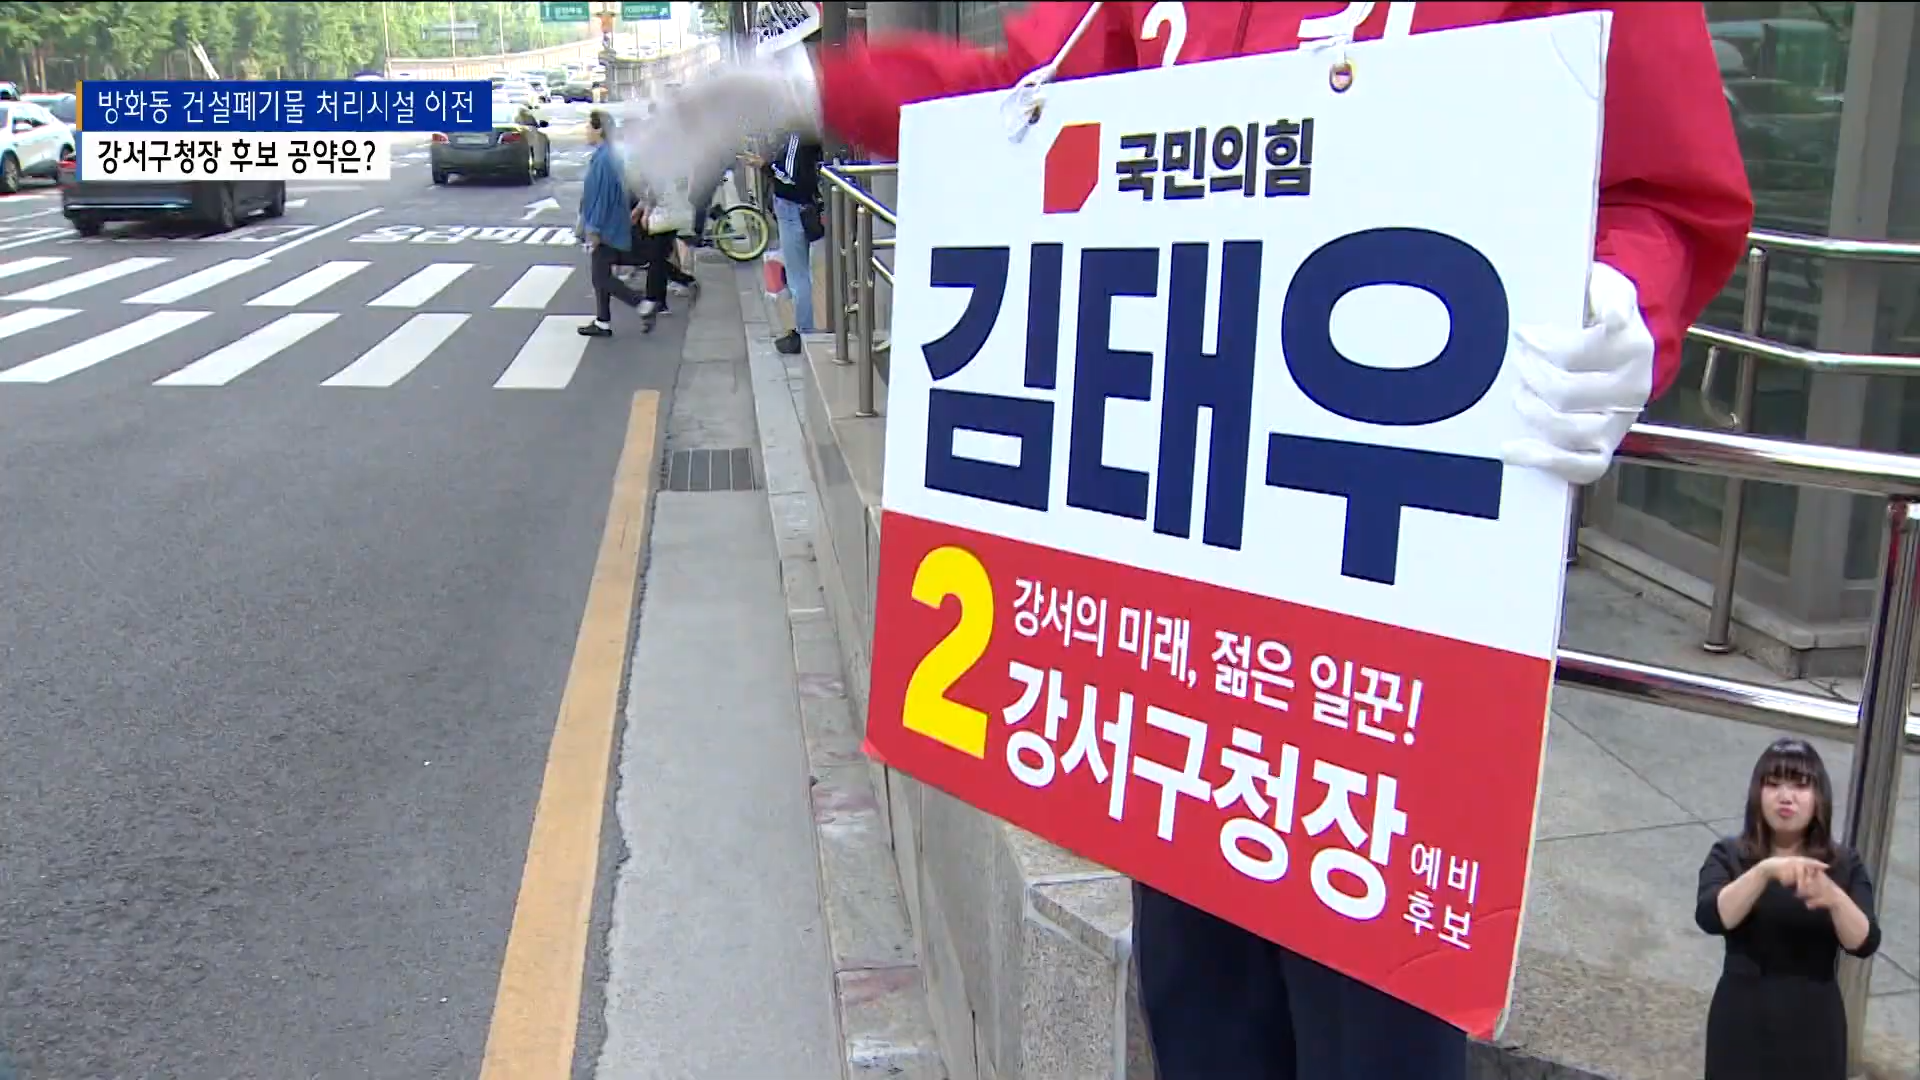 방화동 건설폐기물 처리시설 이전
강서구청장 후보 공약은?
2
국민의힘
김태우
2
강서의 미래, 젊은 일꾼!
강서구청장
예비
후보